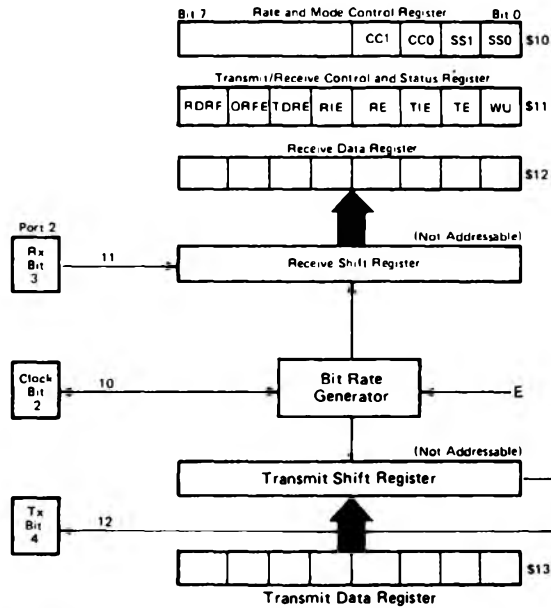 Bit 7 Rate and Mode Control Register Bit 0
CC1 CC0 SS1 SS0 $10
Transmit/Receive Control and Status Register
RDRF ORFE TDRE RIE RE TIE TE WU $11
Receive Data Register
$12
Port 2
(Not Addressable)
Rx
Bit
3
11
Receive Shift Register
Clock
Bit
2
10
Bit Rate
Generator
E
(Not Addressable)
Transmit Shift Register
Tx
Bit
4
12
$13
Transmit Data Register